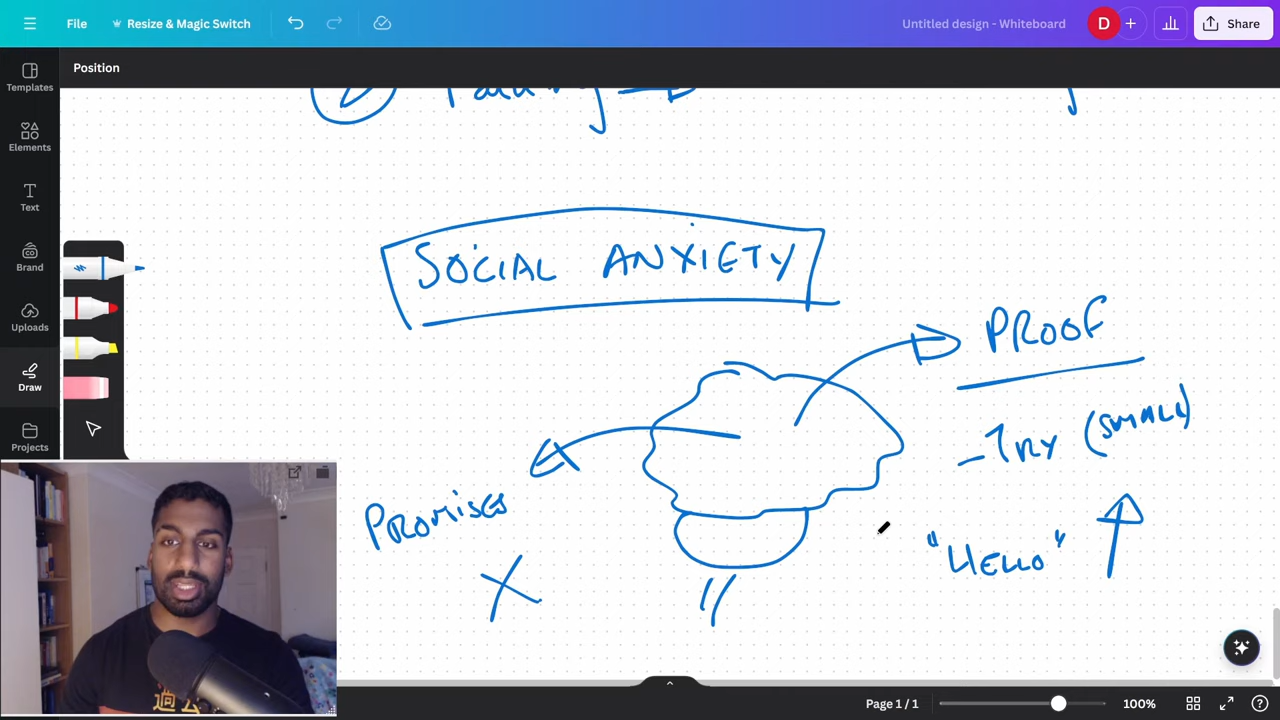 File
Resize & Magic Switch
Untitled design - Whiteboard
D
+
Share
Position
Templates
Elements
Text
Brand
Uploads
Draw
Projects
SOCIAL ANXIETY
PROOF
- TRY (SMALL)
PROMISES
"HELLO"
Page 1 / 1
100%